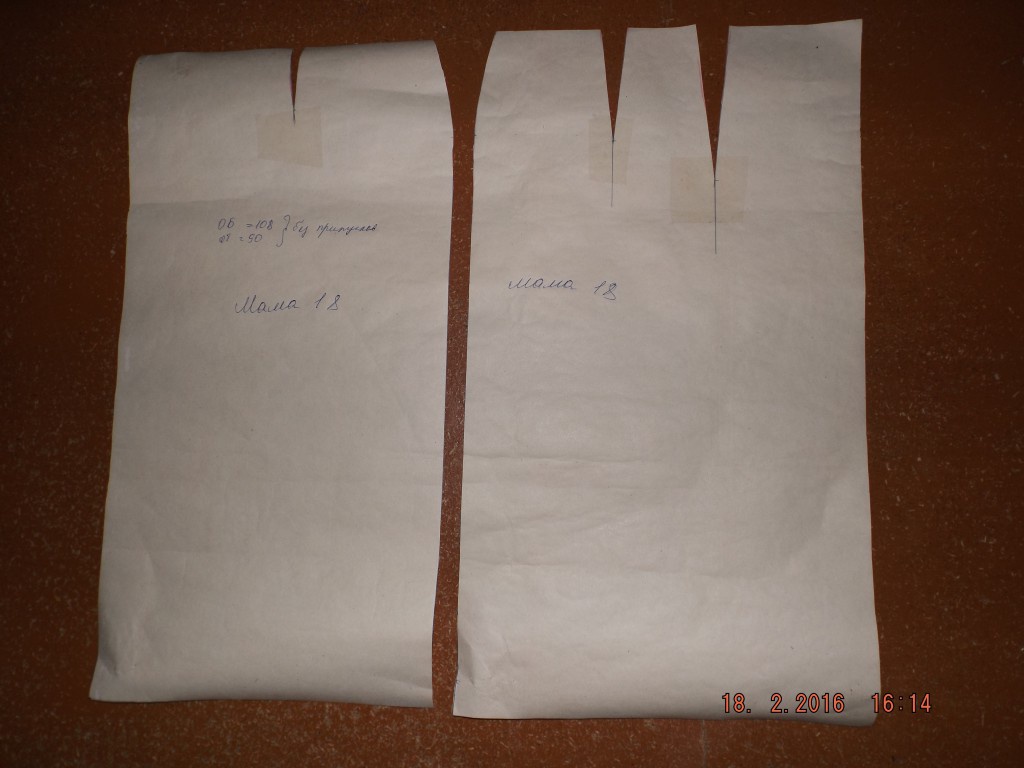 ОБ =108 } без припусков
от =90
Мама 18
мама 18
18. 2.2016 16:14